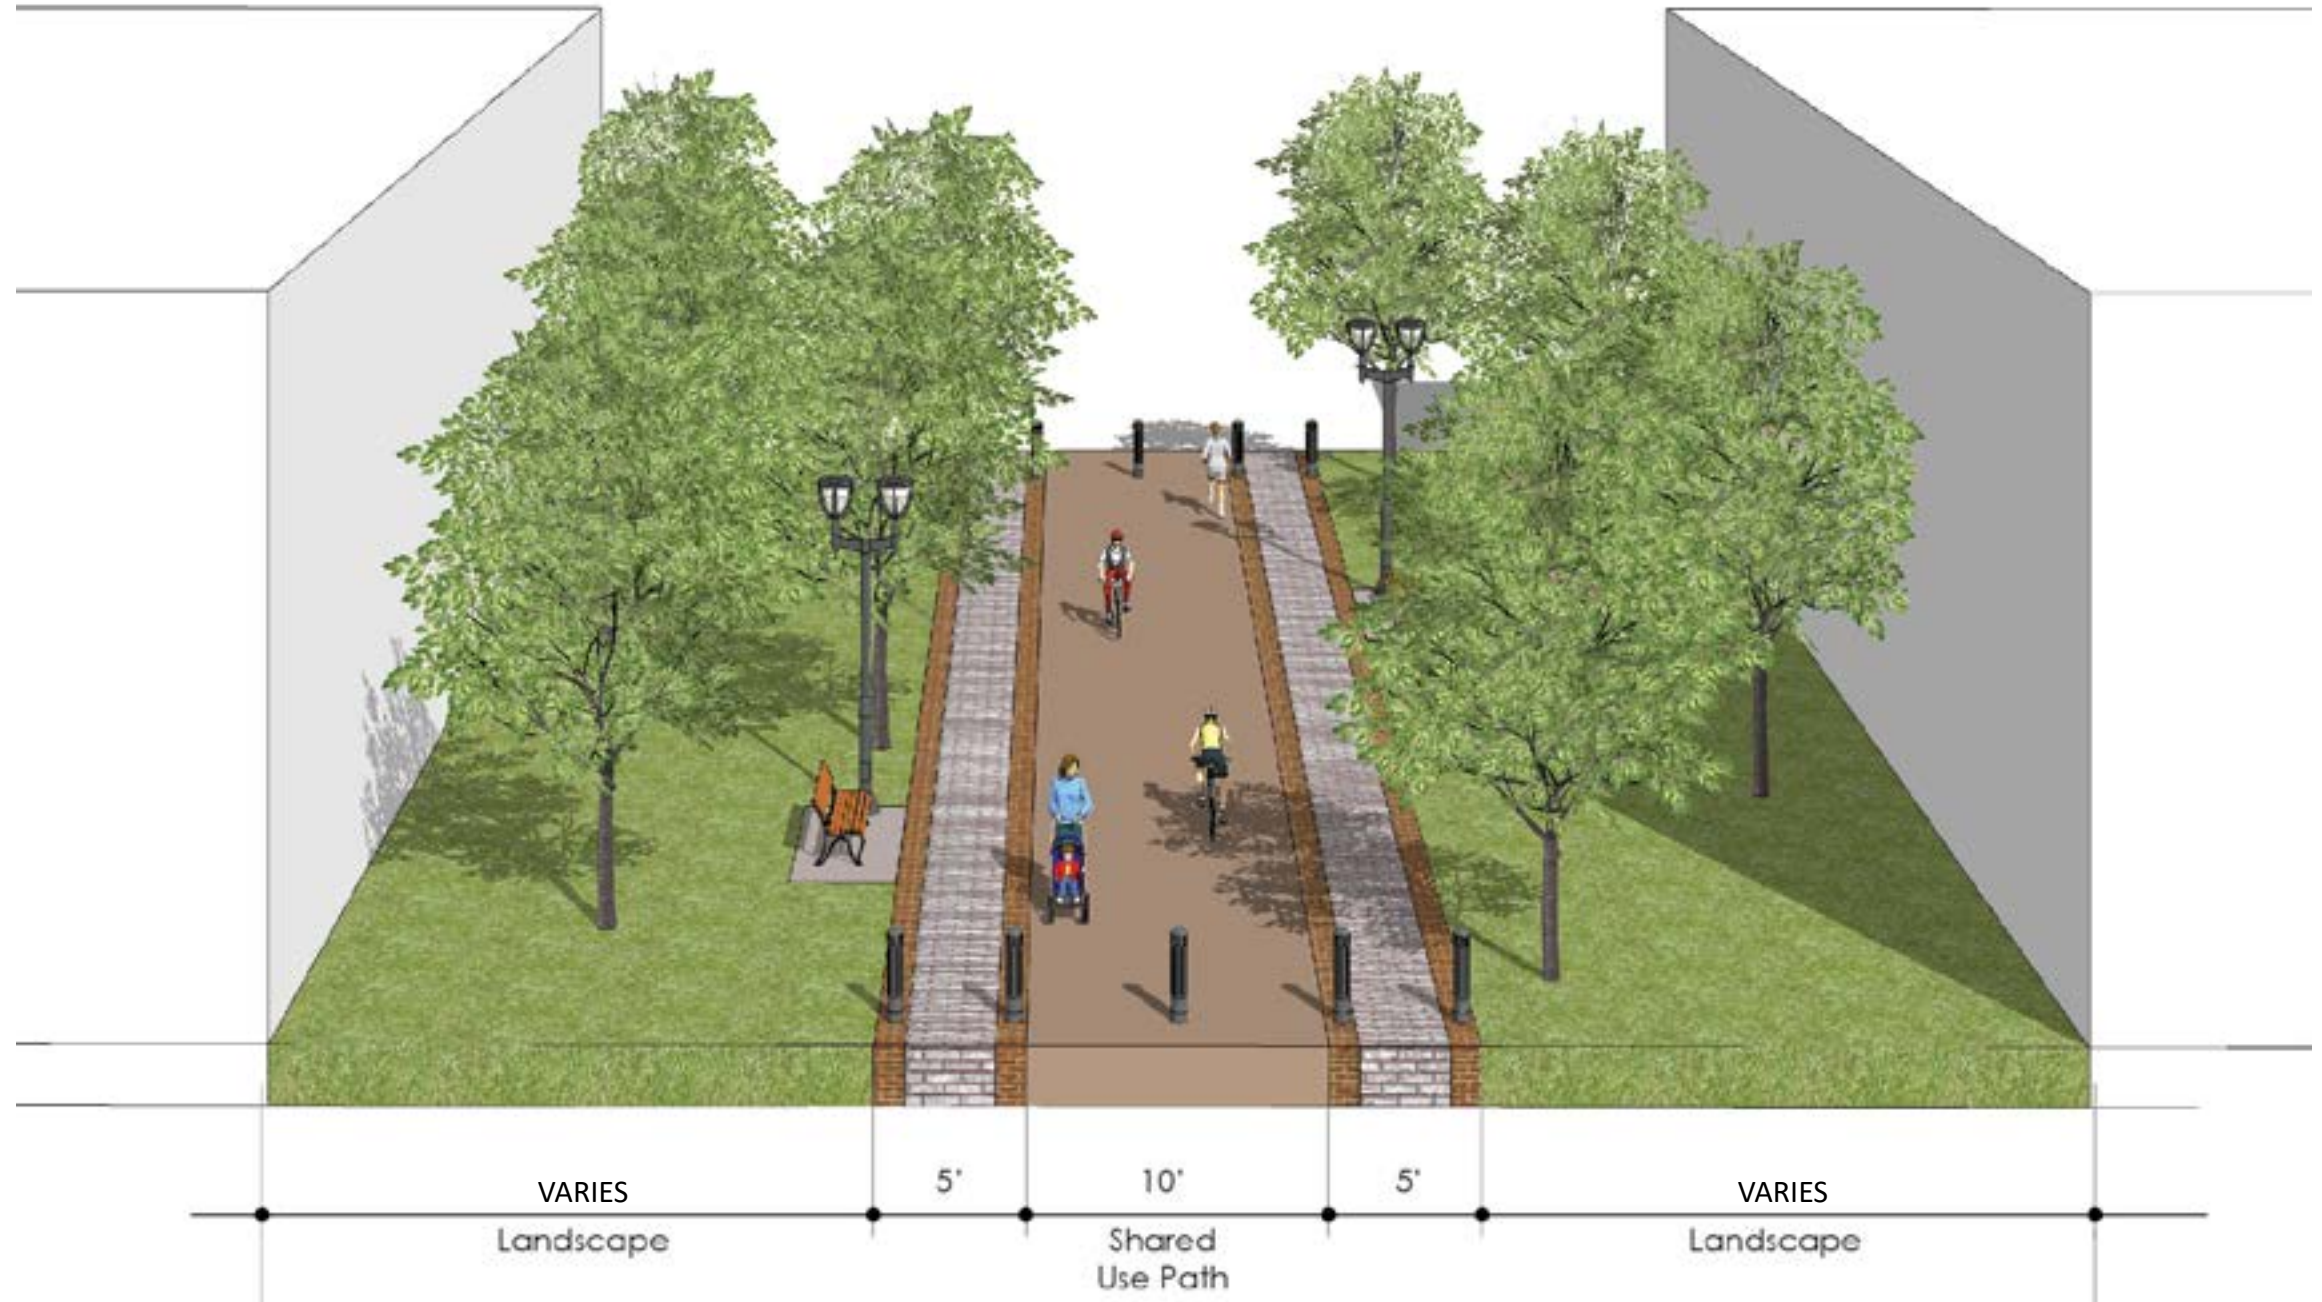 VARIES
5'
10'
5'
VARIES
Landscape
Shared
Use Path
Landscape